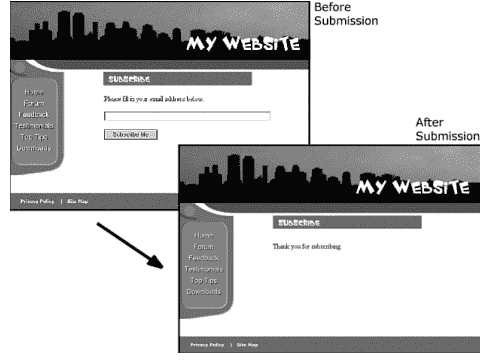 Before
Submission
MY WEBSITE
SUBSCRIBE
Home
Forum
Feedback
Testimonials
Top Tips
Downloads
Please fill in your email address below.
Subscribe Me
Privacy Policy | Site Map
After
Submission
MY WEBSITE
SUBSCRIBE
Home
Forum
Feedback
Testimonials
Top Tips
Downloads
Thank you for subscribing.
Privacy Policy | Site Map